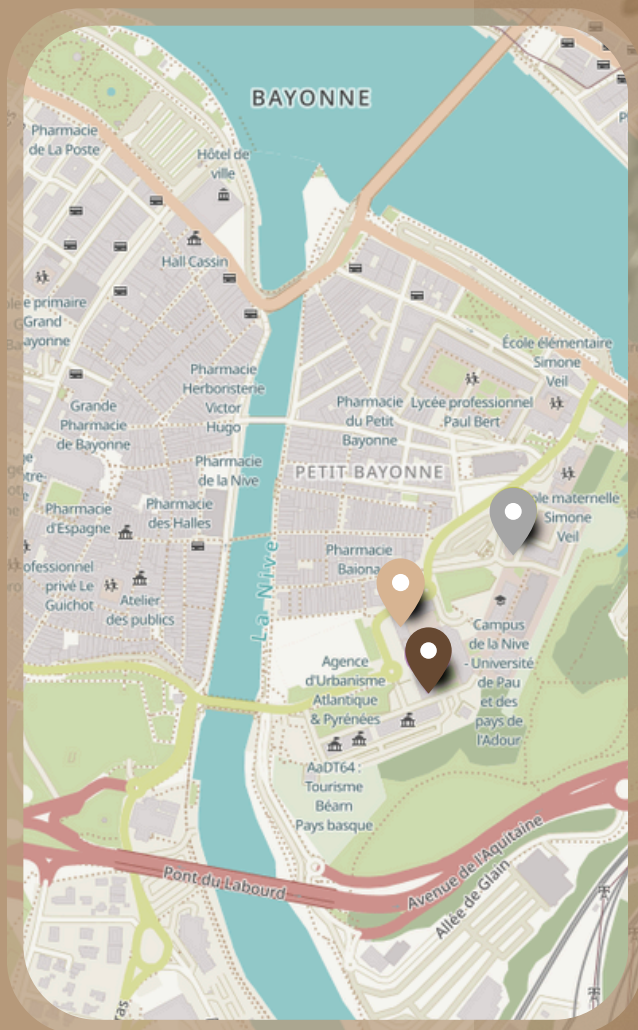 BAYONNE
Pharmacie
de La Poste
Hôtel de
ville
Hall Cassin
e primaire
Grand
ayonne
École élémentaire
Simone
Veil
Pharmacie
Herboristerie
Victor
Hugo
Grande
Pharmacie
de Bayonne
Pharmacie
du Petit
Bayonne
Lycée professionnel
Paul Bert
Pharmacie
de la Nive
PETIT BAYONNE
Pharmacie
d'Espagne
Pharmacie
des Halles
ole maternelle
Simone
Veil
La Nive
Pharmacie
Baiona
ofessionnel
privé Le
Guichot
Atelier
des publics
Campus
de la Nive
- Université
de Pau
et des
pays de
l'Adour
Agence
d'Urbanisme
Atlantique
& Pyrénées
AaDT64 :
Tourisme
Béarn
Pays basque
Pont du Labourd
Avenue de l'Aquitaine
Allée de Glain
ras